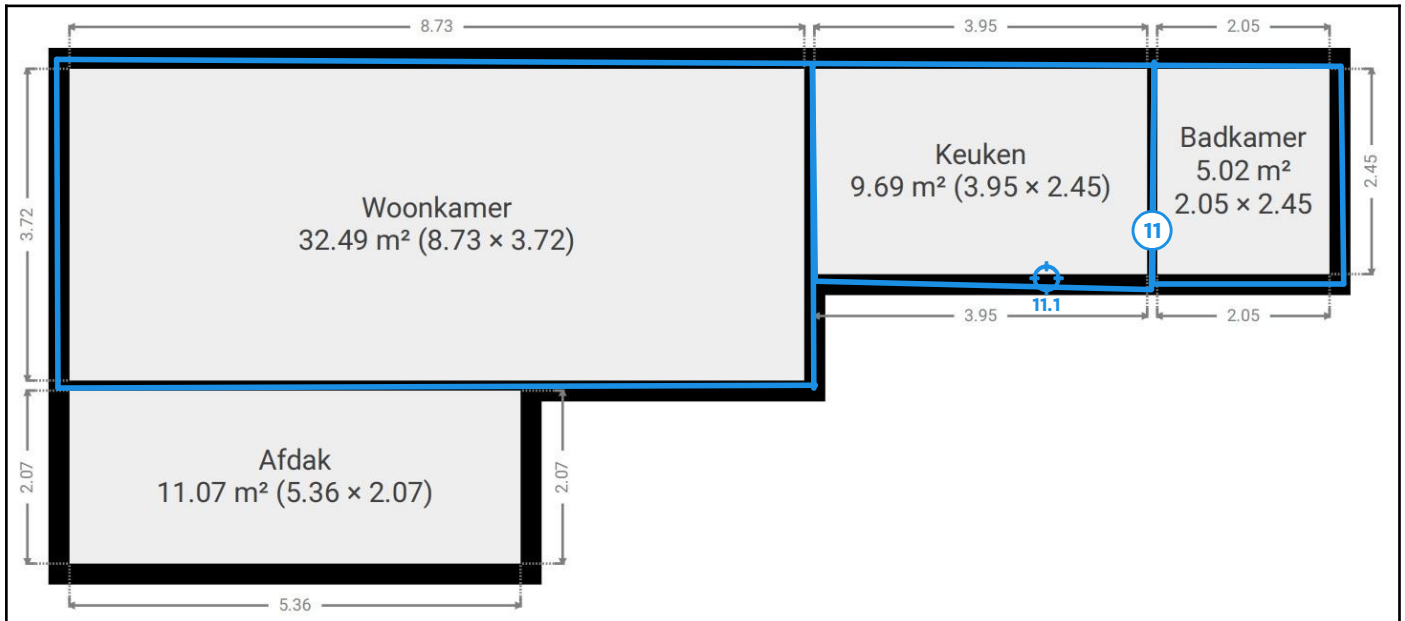 8.73
3.95
2.05
3.72
Woonkamer
32.49 m² (8.73 × 3.72)
Keuken
9.69 m² (3.95 × 2.45)
Badkamer
5.02 m²
2.05 × 2.45
2.45
11
11.1
3.95
2.05
2.07
Afdak
11.07 m² (5.36 × 2.07)
2.07
5.36